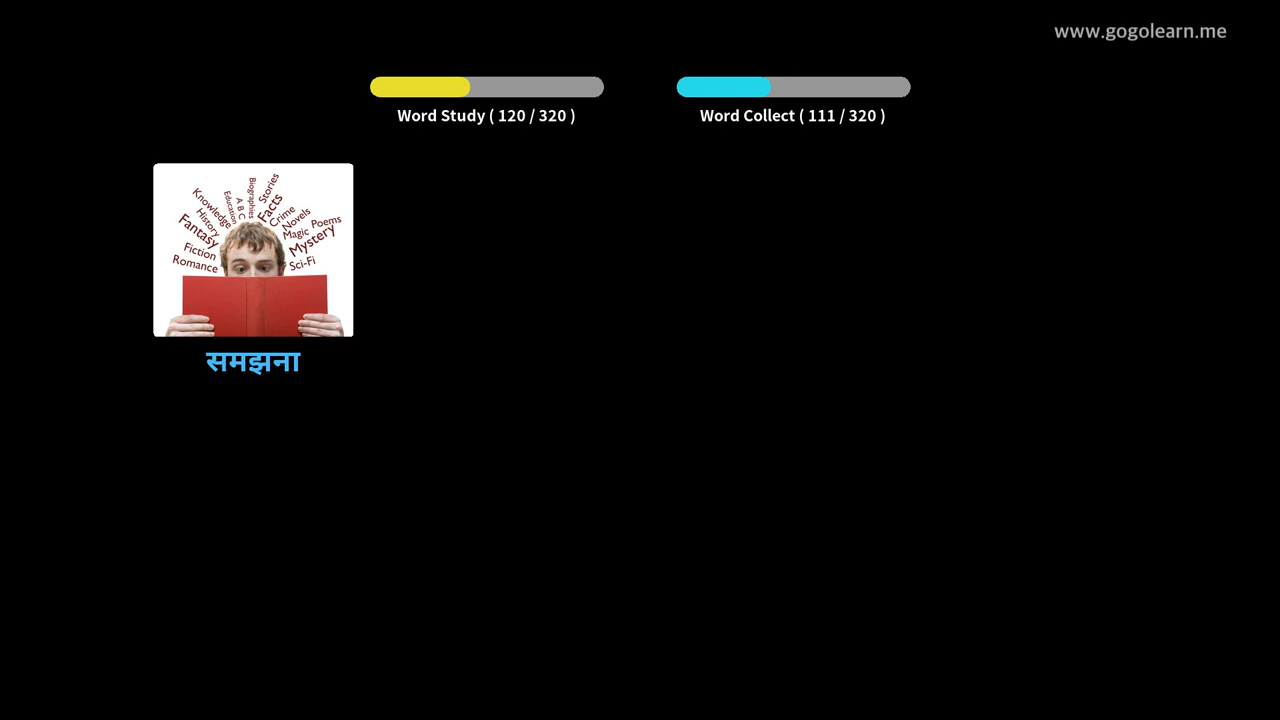 www.gogolearn.me
Word Study ( 120 / 320 )
Word Collect ( 111 / 320 )
Romance
Fiction
Fantasy
History
Knowledge
Education
A B C
Biographies
Stories
Facts
Crime
Novels
Magic
Poems
Mystery
Sci-Fi
समझना